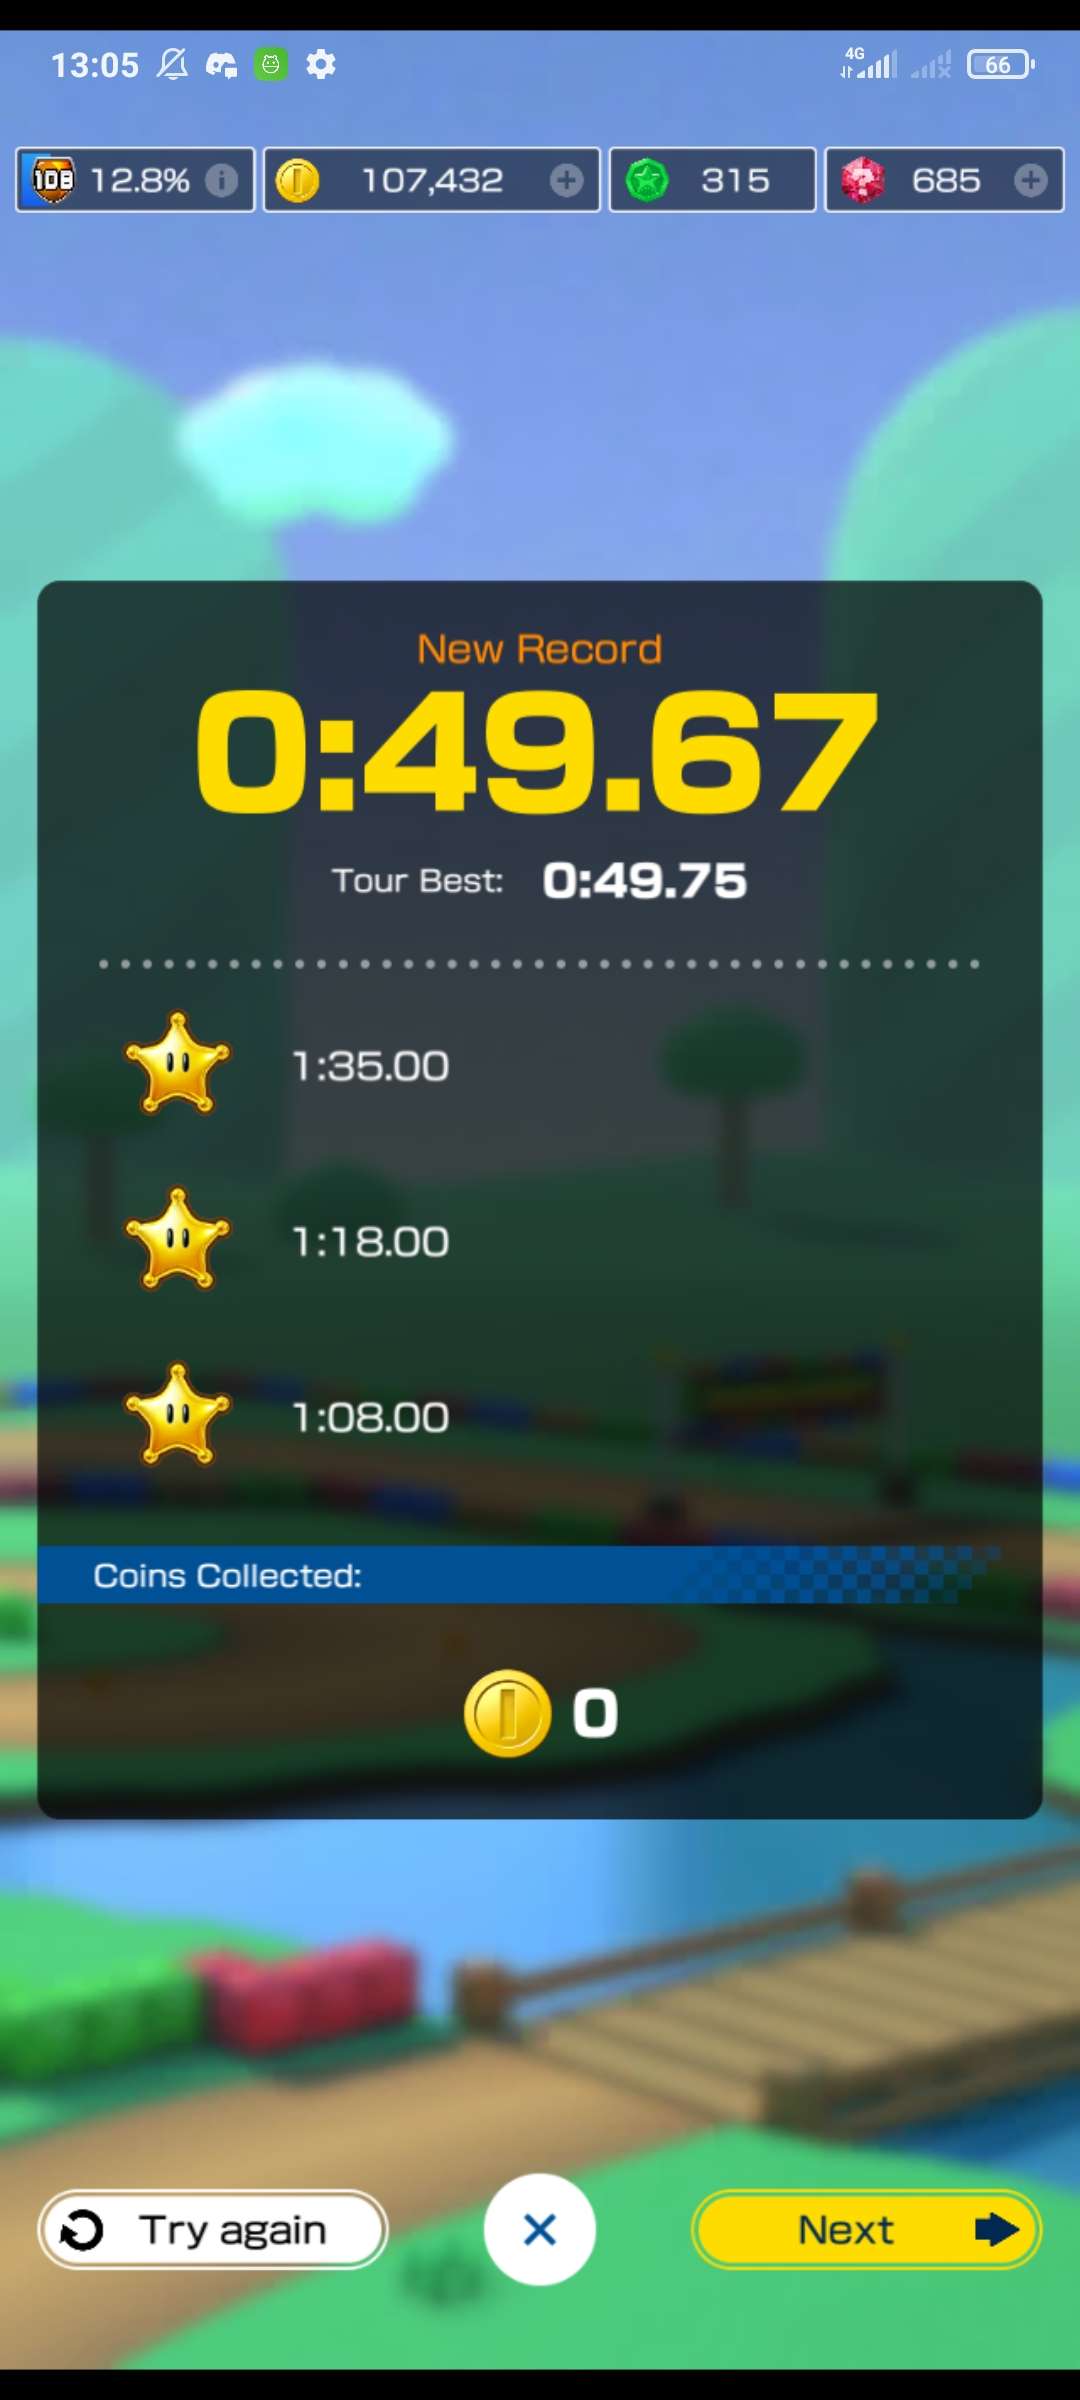 13:05 4G 66
108 12.8% 107,432 315 685
New Record
0:49.67
Tour Best: 0:49.75
1:35.00
1:18.00
1:08.00
Coins Collected:
0
Try again Next